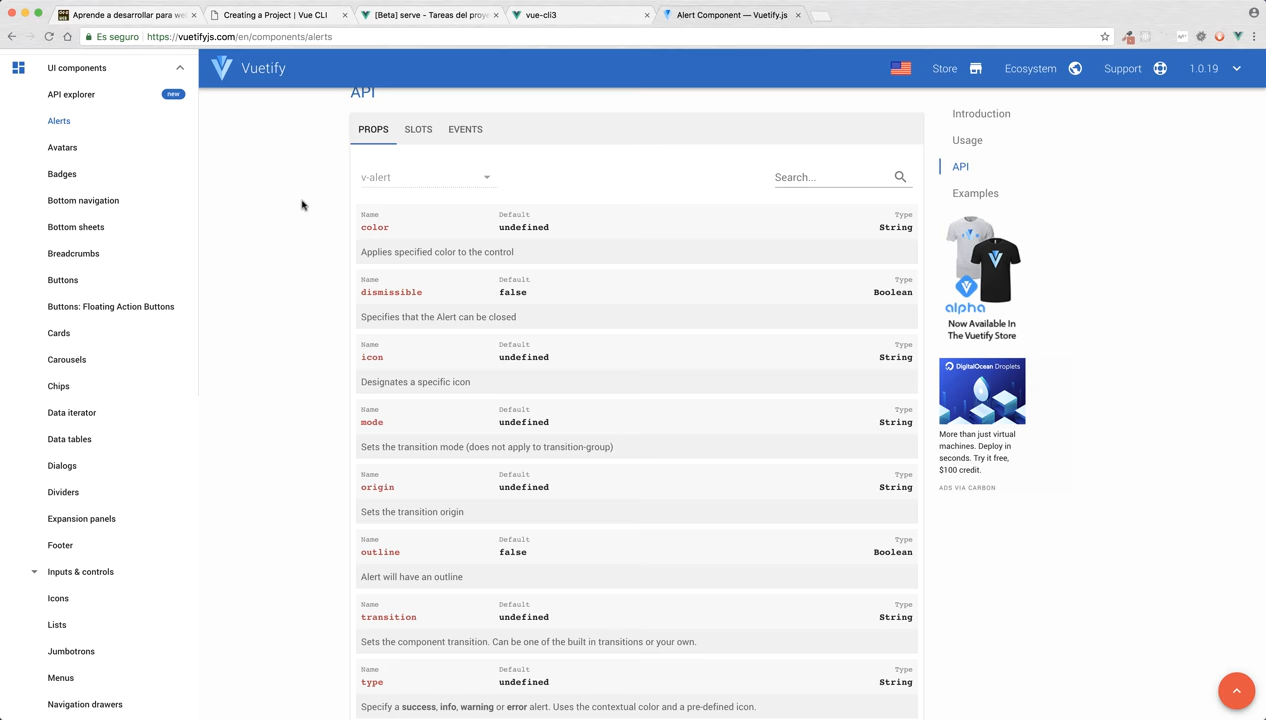 Aprende a desarrollar para we
Creating a Project | Vue CLI
[Beta] serve - Tareas del proye
vue-cli3
Alert Component — Vuetify.js
Es seguro
https://vuetifyjs.com/en/components/alerts
UI components
API explorer
new
Alerts
Avatars
Badges
Bottom navigation
Bottom sheets
Breadcrumbs
Buttons
Buttons: Floating Action Buttons
Cards
Carousels
Chips
Data iterator
Data tables
Dialogs
Dividers
Expansion panels
Footer
Inputs & controls
Icons
Lists
Jumbotrons
Menus
Navigation drawers
Vuetify
Store
Ecosystem
Support
1.0.19
API
PROPS SLOTS EVENTS
v-alert
Search...
Name Default Type
color undefined String
Applies specified color to the control
Name Default Type
dismissible false Boolean
Specifies that the Alert can be closed
Name Default Type
icon undefined String
Designates a specific icon
Name Default Type
mode undefined String
Sets the transition mode (does not apply to transition-group)
Name Default Type
origin undefined String
Sets the transition origin
Name Default Type
outline false Boolean
Alert will have an outline
Name Default Type
transition undefined String
Sets the component transition. Can be one of the built in transitions or your own.
Name Default Type
type undefined String
Specify a success, info, warning or error alert. Uses the contextual color and a pre-defined icon.
Introduction
Usage
API
Examples
alpha
Now Available In
The Vuetify Store
DigitalOcean Droplets
More than just virtual
machines. Deploy in
seconds. Try it free,
$100 credit.
ADS VIA CARBON